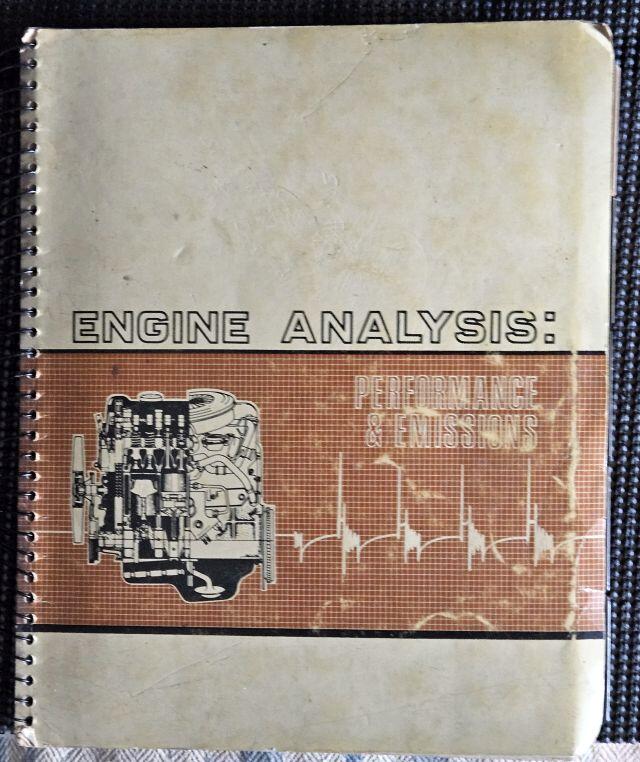 ENGINE ANALYSIS:
PERFORMANCE
& EMISSIONS